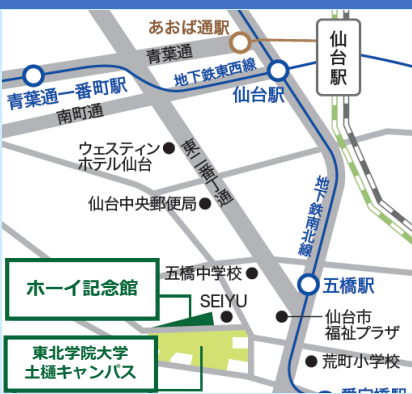 あおば通駅
仙台駅
青葉通
地下鉄東西線
青葉通一番町駅
仙台駅
南町通
ウェスティン
ホテル仙台
東二番丁通
仙台中央郵便局
地下鉄南北線
五橋中学校
五橋駅
ホーイ記念館
SEIYU
仙台市
福祉プラザ
東北学院大学
土樋キャンパス
荒町小学校
愛宕橋駅